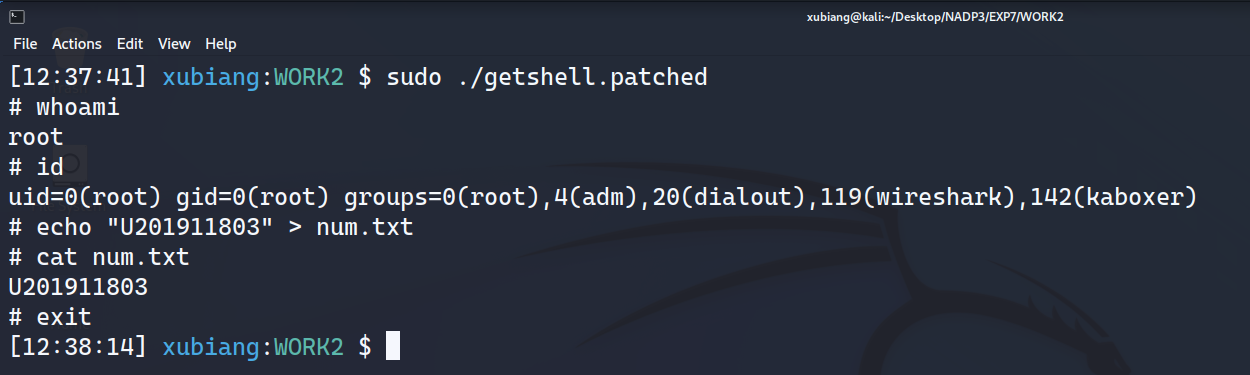 xubiang@kali:~/Desktop/NADP3/EXP7/WORK2
File Actions Edit View Help
[12:37:41] xubiang:WORK2 $ sudo ./getshell.patched
# whoami
root
# id
uid=0(root) gid=0(root) groups=0(root),4(adm),20(dialout),119(wireshark),142(kaboxer)
# echo "U201911803" > num.txt
# cat num.txt
U201911803
# exit
[12:38:14] xubiang:WORK2 $